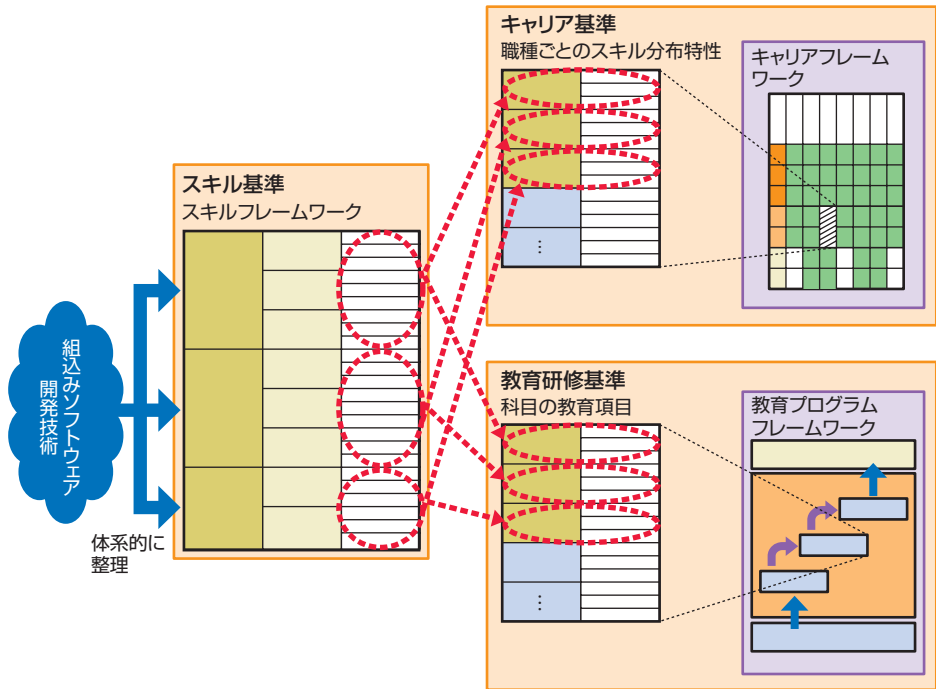 組込みソフトウェア
開発技術
体系的に
整理
スキル基準
スキルフレームワーク
キャリア基準
職種ごとのスキル分布特性
⋮
キャリアフレーム
ワーク
教育研修基準
科目の教育項目
⋮
教育プログラム
フレームワーク